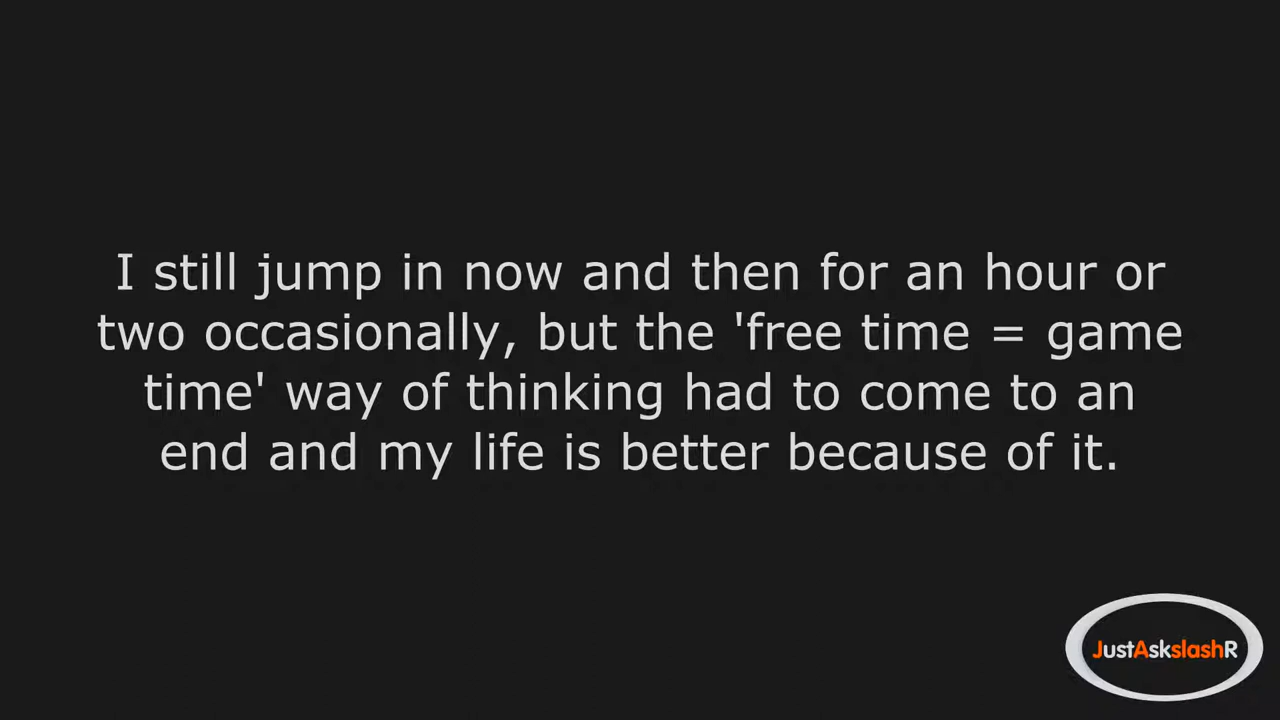 I still jump in now and then for an hour or
two occasionally, but the 'free time = game
time' way of thinking had to come to an
end and my life is better because of it.
JustAskslashR